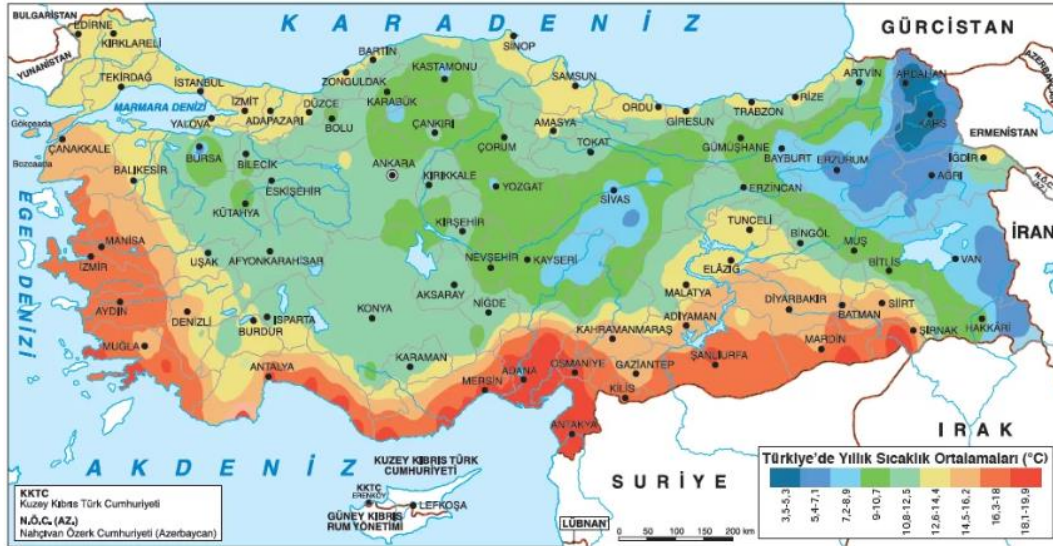 KARADENİZ
BULGARİSTAN
YUNANİSTAN
GÜRCİSTAN
AZERBAYCAN
ERMENİSTAN
N.Ö.C. (AZ.)
İRAN
IRAK
SURİYE
LÜBNAN
EGE DENİZİ
AKDENİZ
MARMARA DENİZİ
Gökçeada
Bozcaada
EDİRNE
KIRKLARELİ
TEKİRDAĞ
İSTANBUL
YALOVA
İZMİT
ADAPAZARI
DÜZCE
BOLU
ZONGULDAK
BARTIN
KARABÜK
KASTAMONU
SİNOP
SAMSUN
ORDU
GİRESUN
TRABZON
RİZE
ARTVİN
ARDAHAN
KARS
IĞDIR
AĞRI
ERZURUM
BAYBURT
GÜMÜŞHANE
ERZİNCAN
TOKAT
AMASYA
ÇORUM
ÇANKIRI
ANKARA
KIRIKKALE
YOZGAT
SİVAS
ÇANAKKALE
BALIKESİR
BURSA
BİLECİK
ESKİŞEHİR
KÜTAHYA
MANİSA
İZMİR
UŞAK
AFYONKARAHİSAR
KIRŞEHİR
NEVŞEHİR
KAYSERİ
AKSARAY
NİĞDE
KONYA
AYDIN
DENİZLİ
BURDUR
ISPARTA
MUĞLA
ANTALYA
KARAMAN
MERSİN
ADANA
OSMANİYE
ANTAKYA
KAHRAMANMARAŞ
GAZİANTEP
KİLİS
ŞANLIURFA
ADIYAMAN
MALATYA
ELÂZIĞ
TUNCELİ
BİNGÖL
MUŞ
BİTLİS
VAN
DİYARBAKIR
BATMAN
SİİRT
MARDİN
ŞIRNAK
HAKKÂRİ
KUZEY KIBRIS TÜRK
CUMHURİYETİ
KKTC
ERENKÖY
LEFKOŞA
GÜNEY KIBRIS
RUM YÖNETİMİ
KKTC
Kuzey Kıbrıs Türk Cumhuriyeti
N.Ö.C. (AZ.)
Nahçıvan Özerk Cumhuriyeti (Azerbaycan)
0 50 100 150 200 km
Türkiye'de Yıllık Sıcaklık Ortalamaları (°C)
3,5-5,3
5,4-7,1
7,2-8,9
9-10,7
10,8-12,5
12,6-14,4
14,5-16,2
16,3-18
18,1-19,9